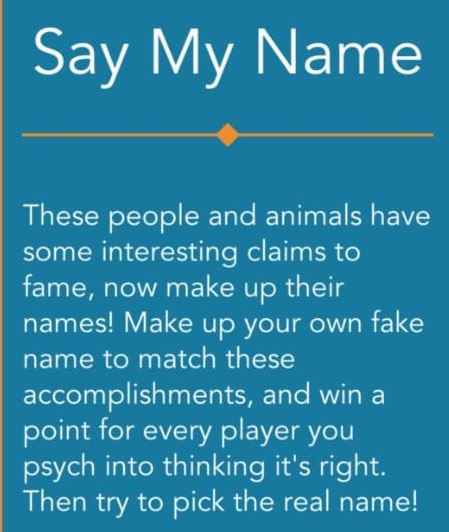 Say My Name
These people and animals have
some interesting claims to
fame, now make up their
names! Make up your own fake
name to match these
accomplishments, and win a
point for every player you
psych into thinking it's right.
Then try to pick the real name!